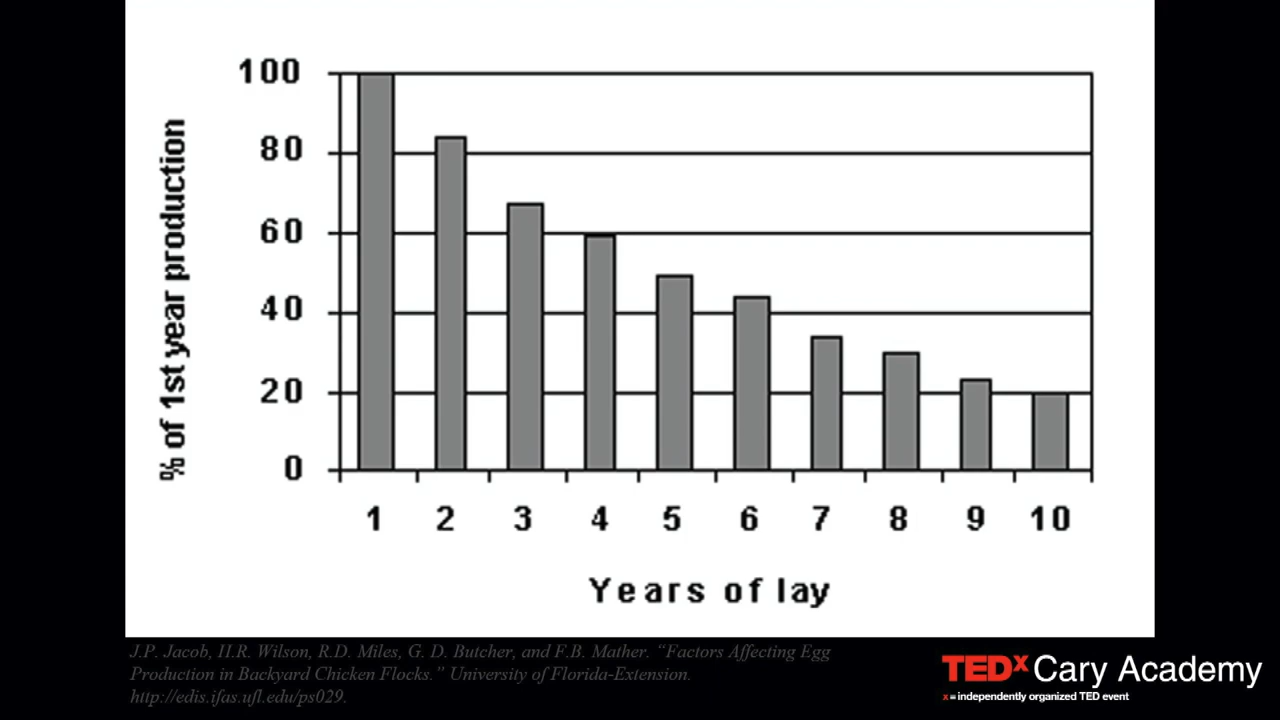 % of 1st year production
100
80
60
40
20
0
1 2 3 4 5 6 7 8 9 10
Years of lay
J.P. Jacob, H.R. Wilson, R.D. Miles, G. D. Butcher, and F.B. Mather. “Factors Affecting Egg
Production in Backyard Chicken Flocks.” University of Florida-Extension.
http://edis.ifas.ufl.edu/ps029.
TEDx Cary Academy
x = independently organized TED event